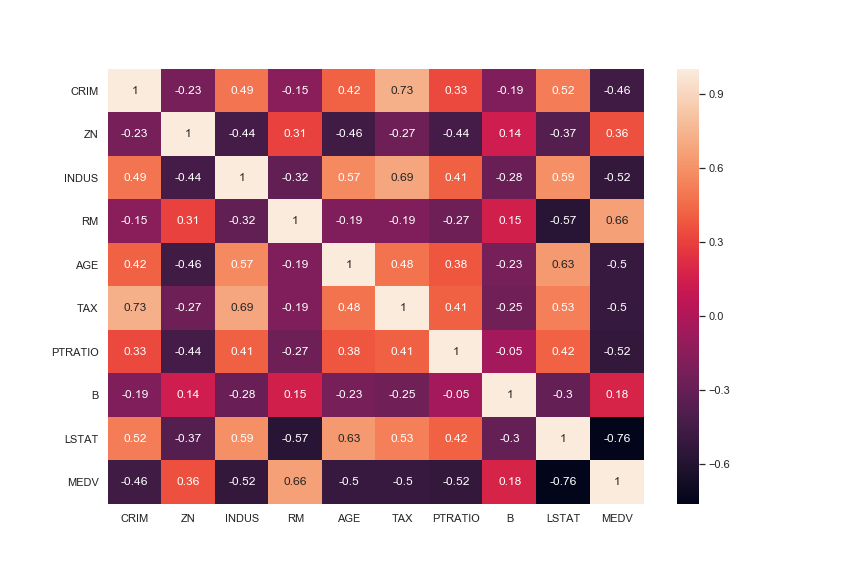 CRIM 1 -0.23 0.49 -0.15 0.42 0.73 0.33 -0.19 0.52 -0.46
ZN -0.23 1 -0.44 0.31 -0.46 -0.27 -0.44 0.14 -0.37 0.36
INDUS 0.49 -0.44 1 -0.32 0.57 0.69 0.41 -0.28 0.59 -0.52
RM -0.15 0.31 -0.32 1 -0.19 -0.19 -0.27 0.15 -0.57 0.66
AGE 0.42 -0.46 0.57 -0.19 1 0.48 0.38 -0.23 0.63 -0.5
TAX 0.73 -0.27 0.69 -0.19 0.48 1 0.41 -0.25 0.53 -0.5
PTRATIO 0.33 -0.44 0.41 -0.27 0.38 0.41 1 -0.05 0.42 -0.52
B -0.19 0.14 -0.28 0.15 -0.23 -0.25 -0.05 1 -0.3 0.18
LSTAT 0.52 -0.37 0.59 -0.57 0.63 0.53 0.42 -0.3 1 -0.76
MEDV -0.46 0.36 -0.52 0.66 -0.5 -0.5 -0.52 0.18 -0.76 1
CRIM ZN INDUS RM AGE TAX PTRATIO B LSTAT MEDV
0.9
0.6
0.3
0.0
−0.3
−0.6